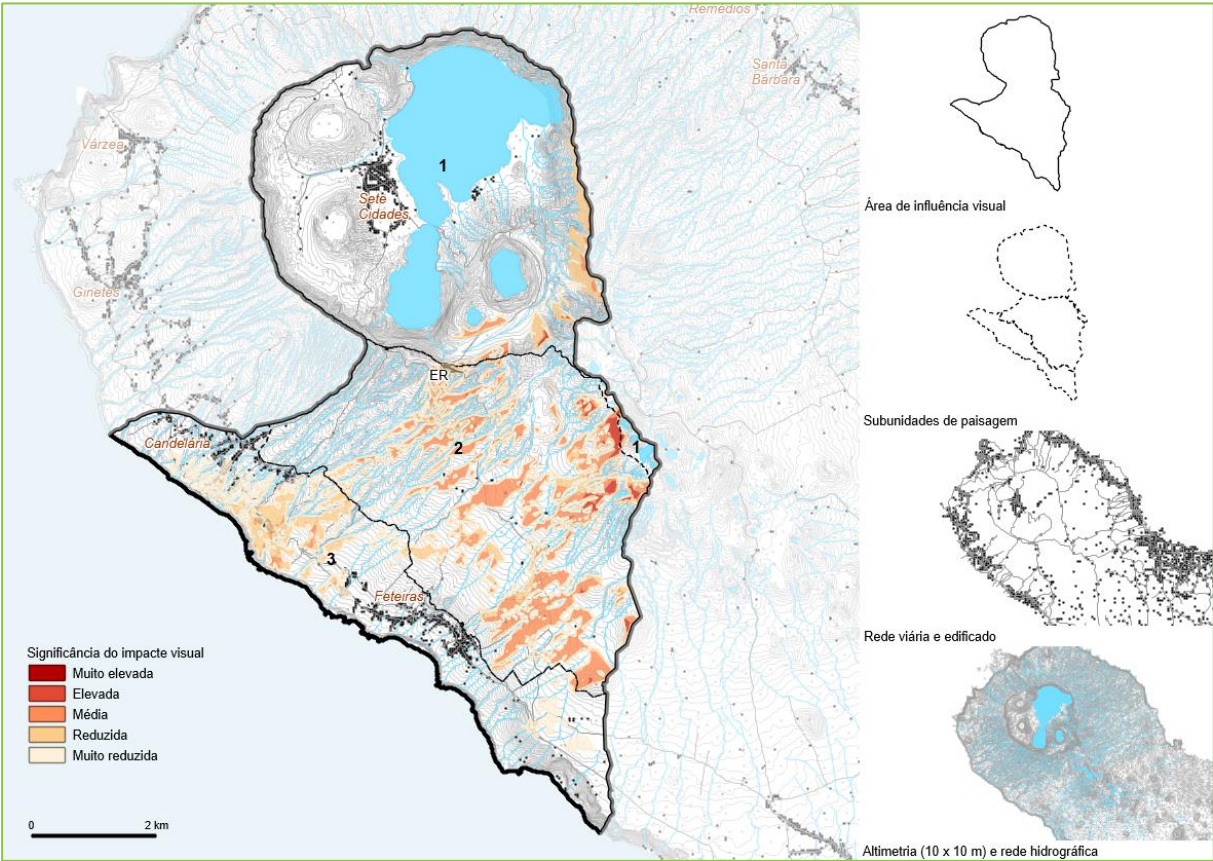 Remédios
Santa
Bárbara
Várzea
1
Sete
Cidades
Ginetes
ER
Candelária
2
1
3
Feteiras
Significância do impacte visual
Muito elevada
Elevada
Média
Reduzida
Muito reduzida
0 2 km
Área de influência visual
Subunidades de paisagem
Rede viária e edificado
Altimetria (10 x 10 m) e rede hidrográfica